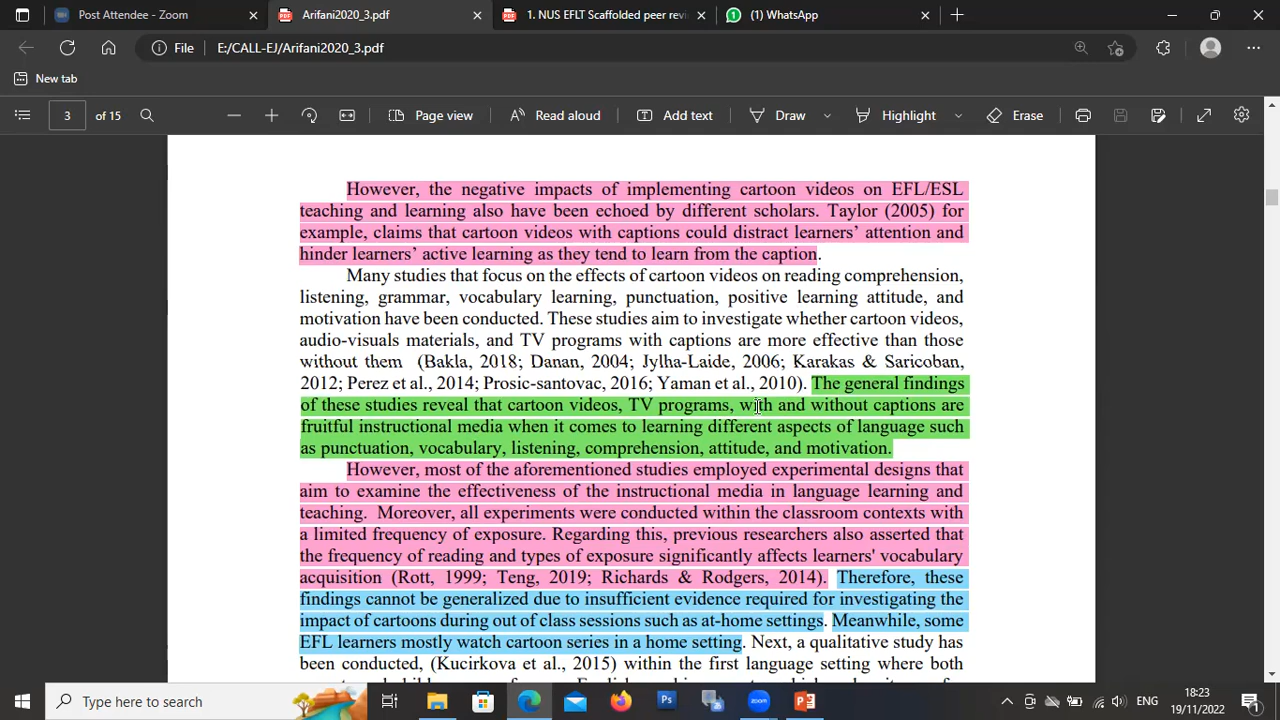 Post Attendee - Zoom
Arifani2020_3.pdf
1. NUS EFLT Scaffolded peer revi
(1) WhatsApp
File
E:/CALL-EJ/Arifani2020_3.pdf
New tab
3 of 15
Page view
Read aloud
Add text
Draw
Highlight
Erase
However, the negative impacts of implementing cartoon videos on EFL/ESL
teaching and learning also have been echoed by different scholars. Taylor (2005) for
example, claims that cartoon videos with captions could distract learners’ attention and
hinder learners’ active learning as they tend to learn from the caption.
Many studies that focus on the effects of cartoon videos on reading comprehension,
listening, grammar, vocabulary learning, punctuation, positive learning attitude, and
motivation have been conducted. These studies aim to investigate whether cartoon videos,
audio-visuals materials, and TV programs with captions are more effective than those
without them (Bakla, 2018; Danan, 2004; Jylha-Laide, 2006; Karakas & Saricoban,
2012; Perez et al., 2014; Prosic-santovac, 2016; Yaman et al., 2010). The general findings
of these studies reveal that cartoon videos, TV programs, with and without captions are
fruitful instructional media when it comes to learning different aspects of language such
as punctuation, vocabulary, listening, comprehension, attitude, and motivation.
However, most of the aforementioned studies employed experimental designs that
aim to examine the effectiveness of the instructional media in language learning and
teaching. Moreover, all experiments were conducted within the classroom contexts with
a limited frequency of exposure. Regarding this, previous researchers also asserted that
the frequency of reading and types of exposure significantly affects learners' vocabulary
acquisition (Rott, 1999; Teng, 2019; Richards & Rodgers, 2014). Therefore, these
findings cannot be generalized due to insufficient evidence required for investigating the
impact of cartoons during out of class sessions such as at-home settings. Meanwhile, some
EFL learners mostly watch cartoon series in a home setting. Next, a qualitative study has
been conducted, (Kucirkova et al., 2015) within the first language setting where both
Type here to search
ENG
18:23
19/11/2022